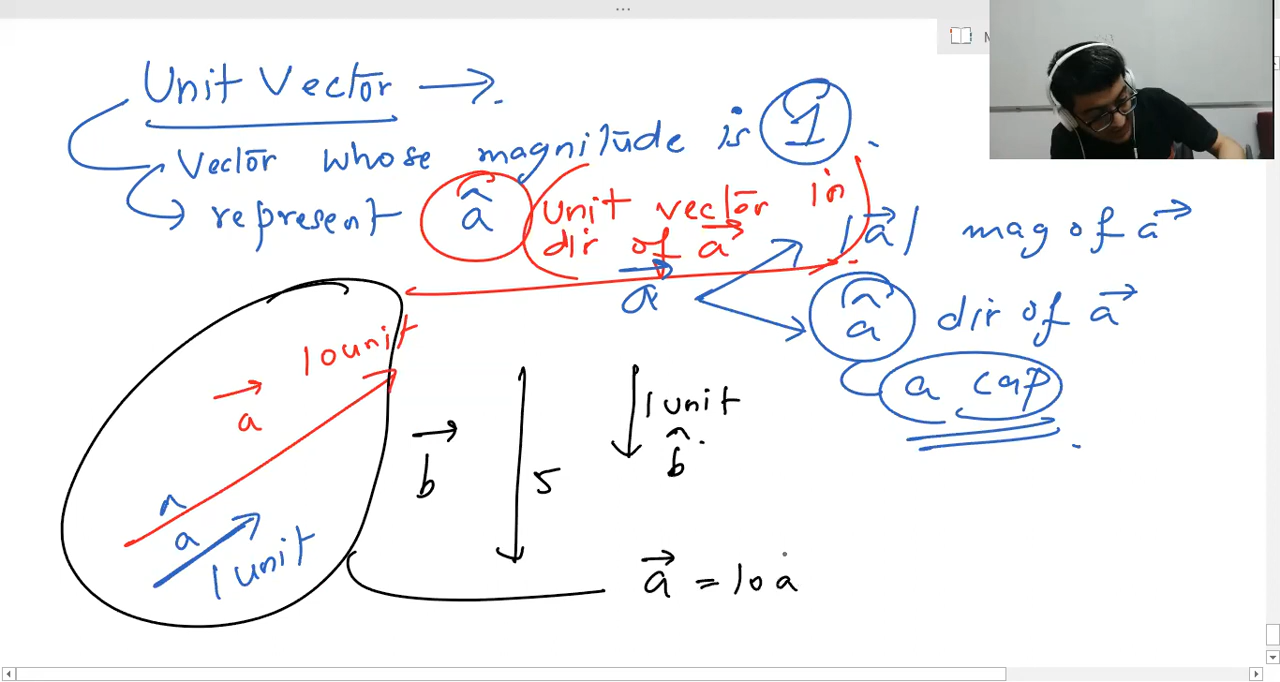 Unit Vector →
Vector whose magnitude is 1.
represent â (Unit vector in
dir of a⃗)
a⃗
|a⃗| mag of a⃗
â dir of a⃗
a cap
10 unit
a⃗
â
1 unit
b⃗
5
1 unit
b̂
a⃗ = 10 a